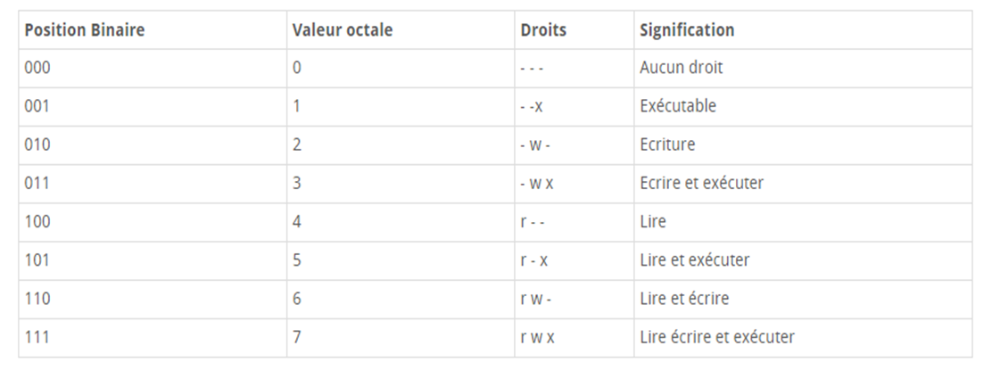 Position Binaire Valeur octale Droits Signification
000 0 - - - Aucun droit
001 1 - -x Exécutable
010 2 - w - Ecriture
011 3 - w x Ecrire et exécuter
100 4 r - - Lire
101 5 r - x Lire et exécuter
110 6 r w - Lire et écrire
111 7 r w x Lire écrire et exécuter